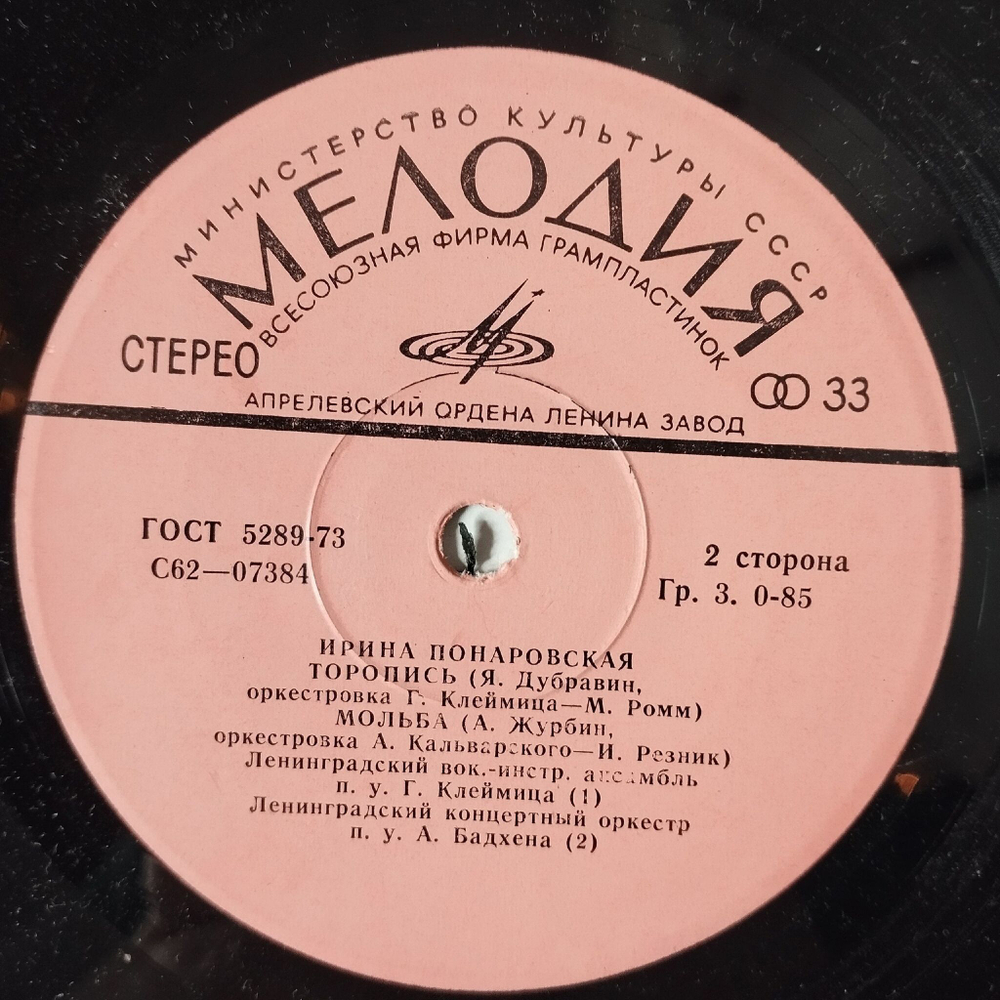 МИНИСТЕРСТВО КУЛЬТУРЫ СССР
МЕЛОДИЯ
ВСЕСОЮЗНАЯ ФИРМА ГРАМПЛАСТИНОК
СТЕРЕО
33
АПРЕЛЕВСКИЙ ОРДЕНА ЛЕНИНА ЗАВОД
ГОСТ 5289-73
С62—07384
2 сторона
Гр. 3. 0-85
ИРИНА ПОНАРОВСКАЯ
ТОРОПИСЬ (Я. Дубравин,
оркестровка Г. Клеймица—М. Ромм)
МОЛЬБА (А. Журбин,
оркестровка А. Кальварского—И. Резник)
Ленинградский вок.-инстр. ансамбль
п. у. Г. Клеймица (1)
Ленинградский концертный оркестр
п. у. А. Бадхена (2)